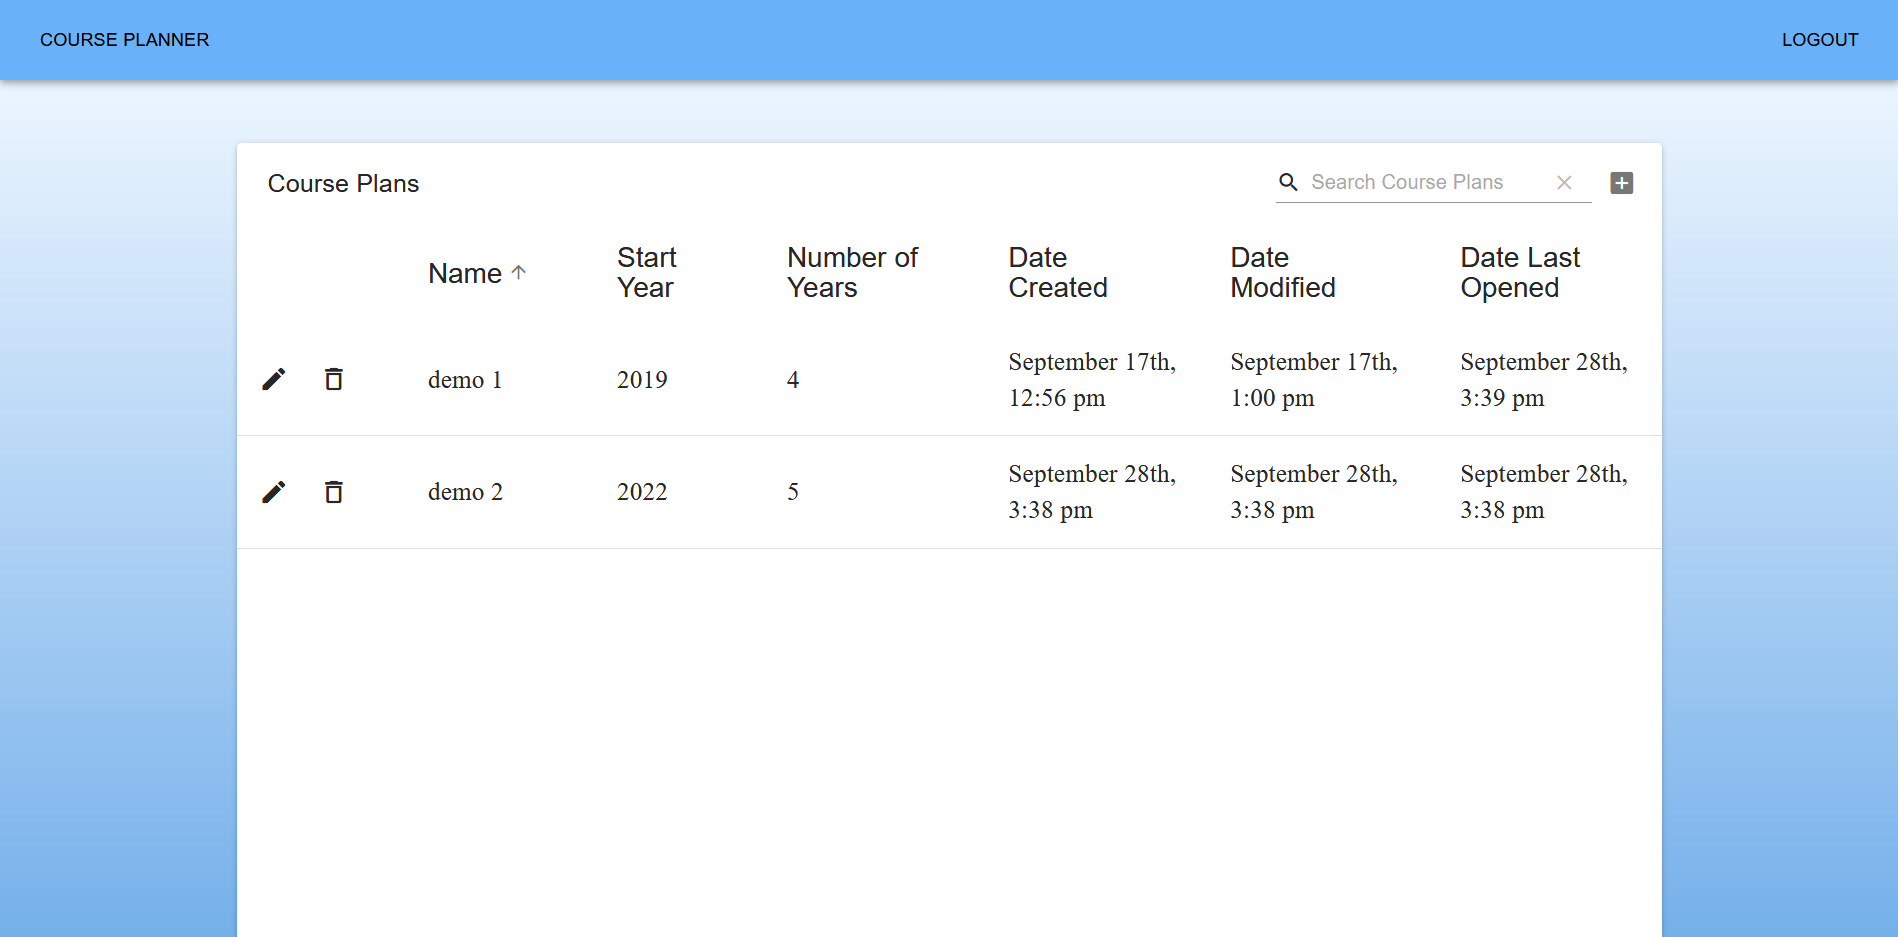 COURSE PLANNER
LOGOUT
Course Plans
Search Course Plans
Name
Start
Year
Number of
Years
Date
Created
Date
Modified
Date Last
Opened
demo 1
2019
4
September 17th,
12:56 pm
September 17th,
1:00 pm
September 28th,
3:39 pm
demo 2
2022
5
September 28th,
3:38 pm
September 28th,
3:38 pm
September 28th,
3:38 pm